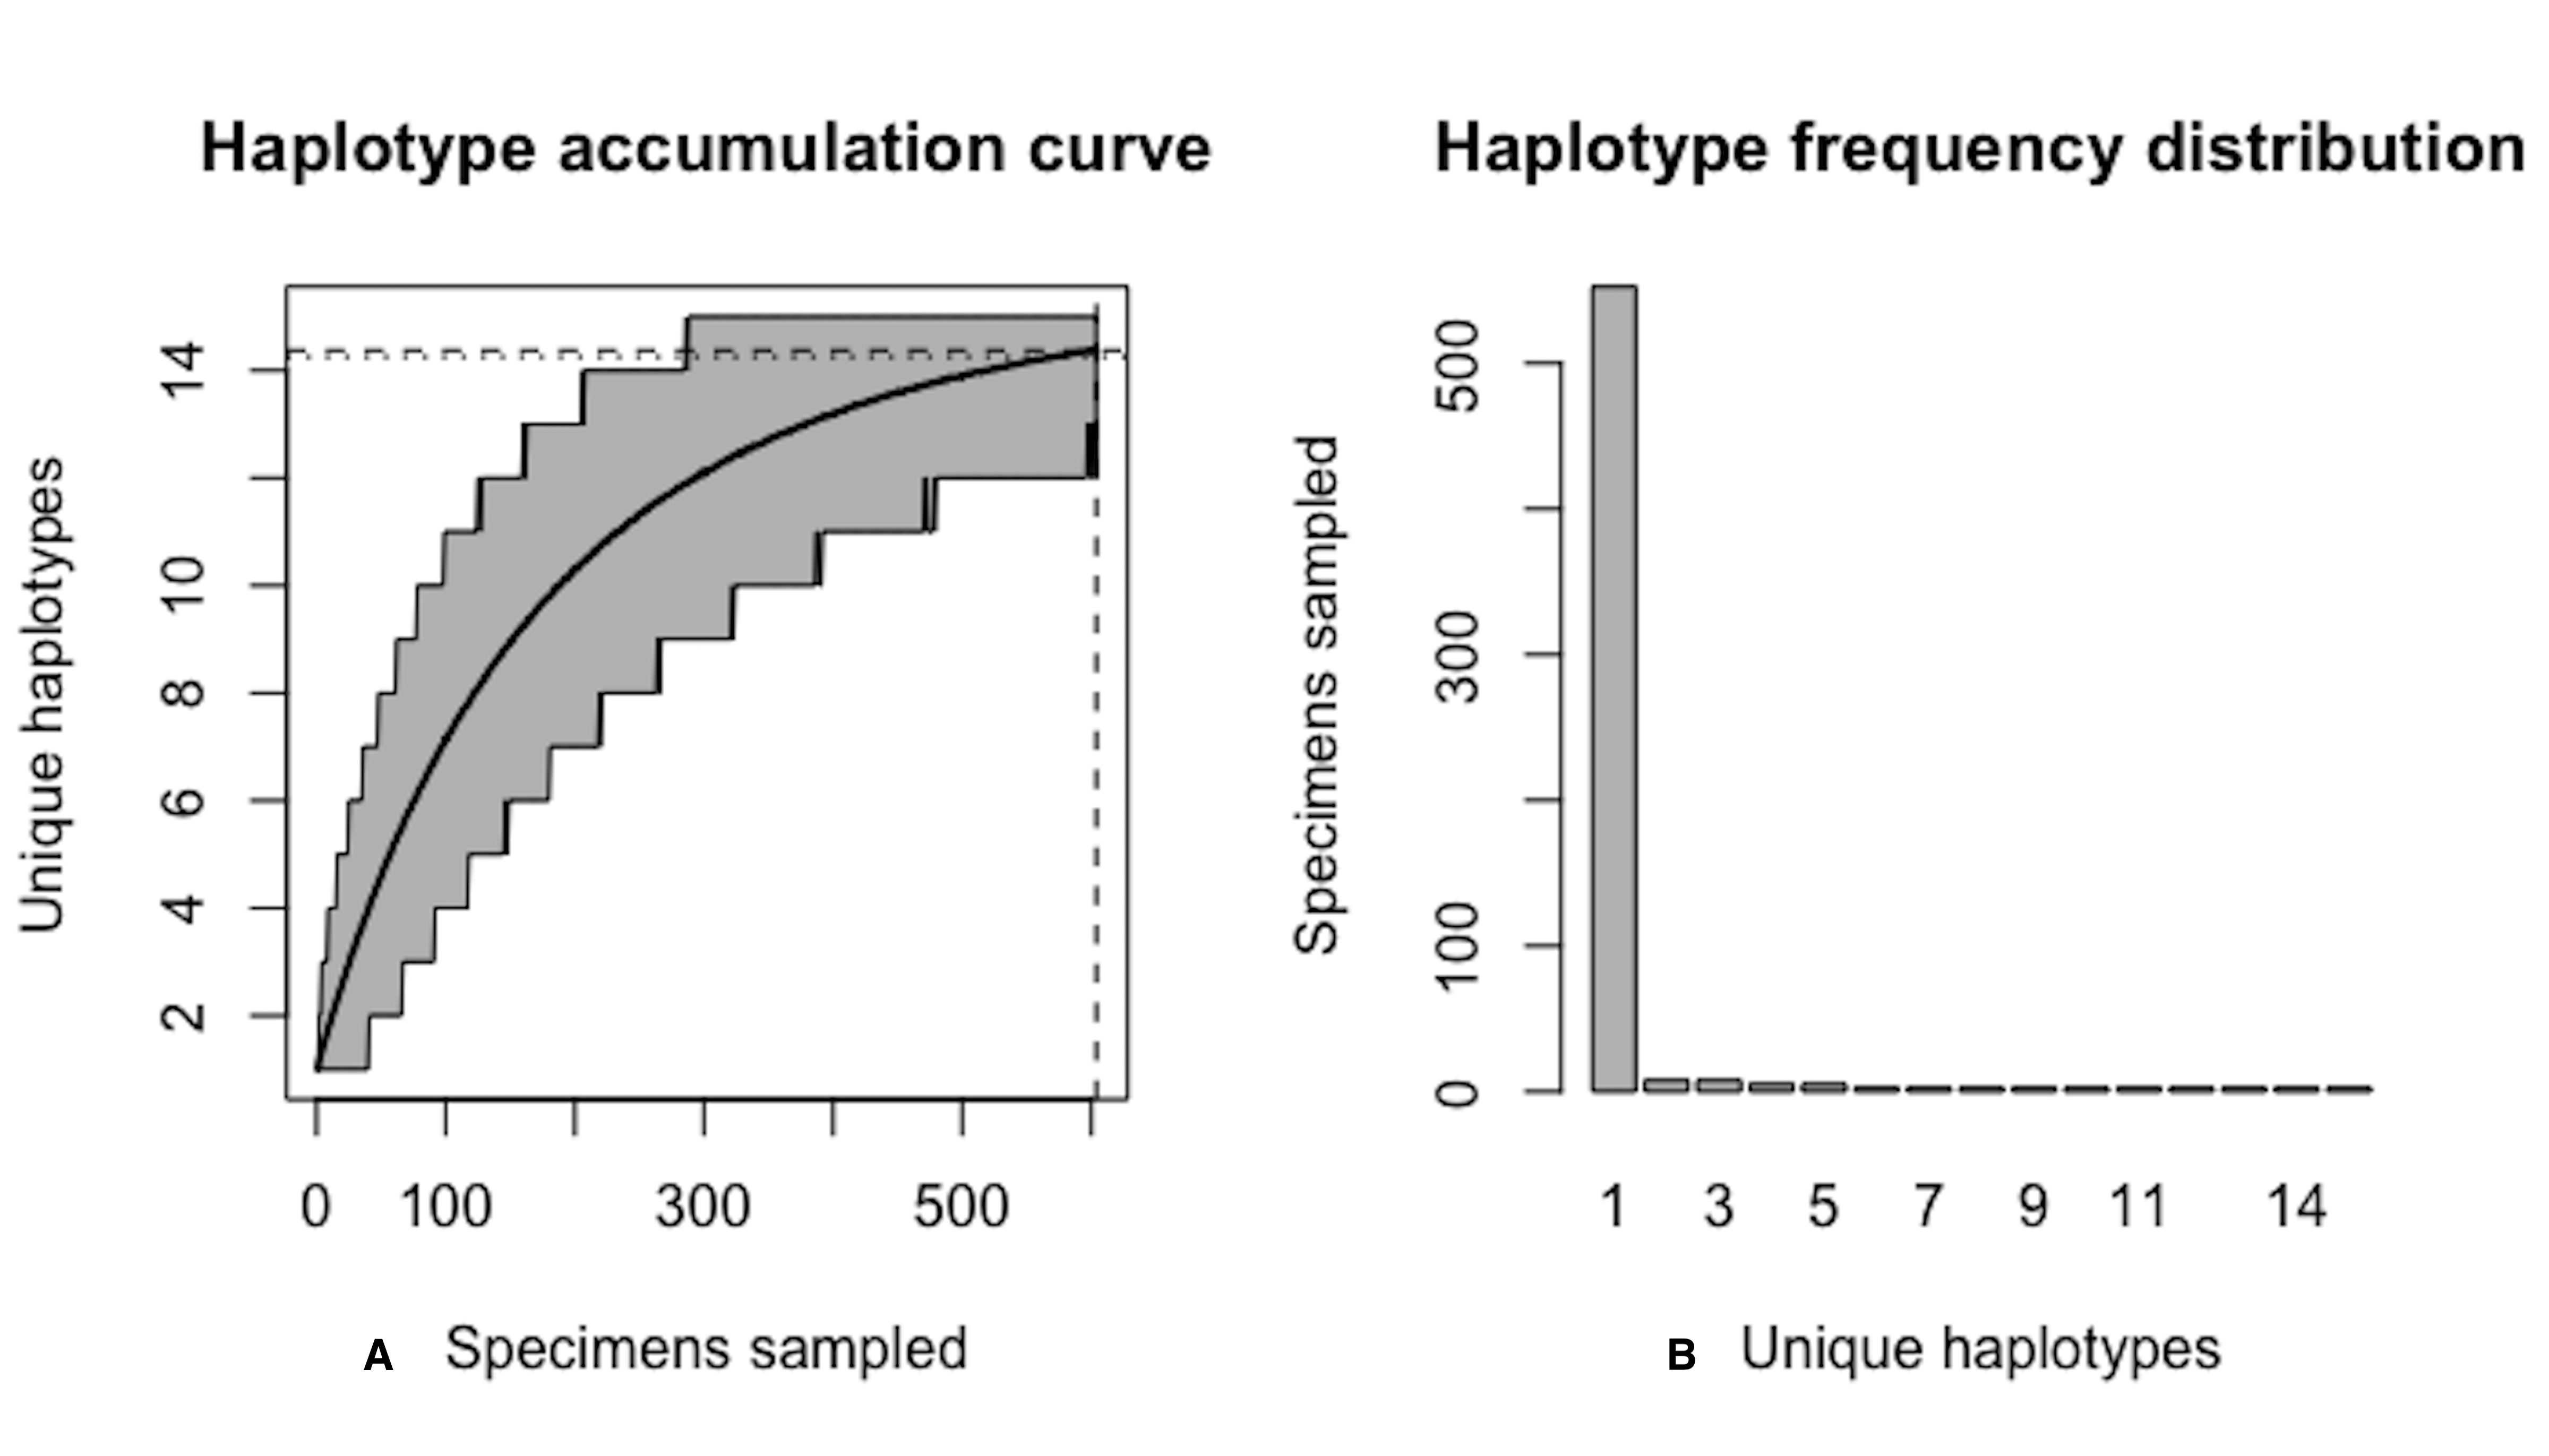 Haplotype accumulation curve
Unique haplotypes
14
10
8
6
4
2
0 100 300 500
A Specimens sampled
Haplotype frequency distribution
Specimens sampled
500
300
100
0
1 3 5 7 9 11 14
B Unique haplotypes